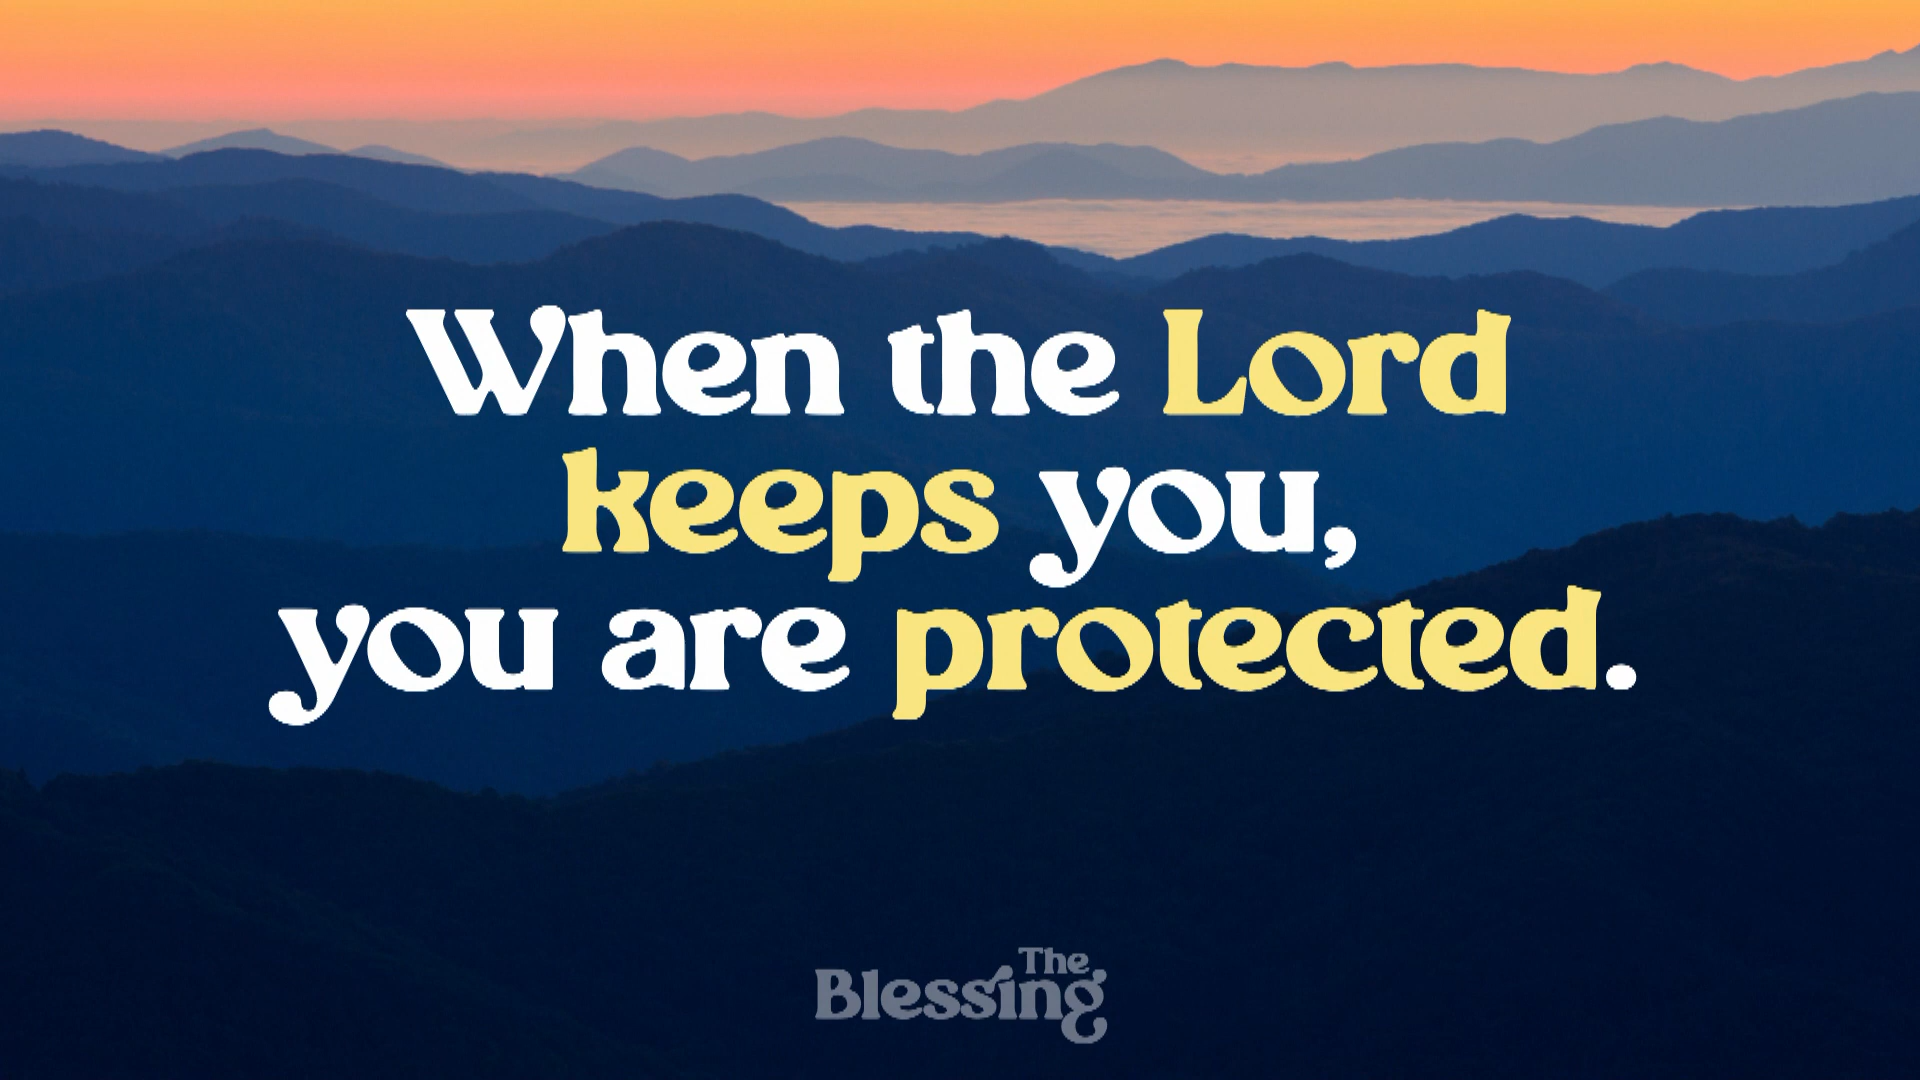 When the Lord
keeps you,
you are protected.
The
Blessing